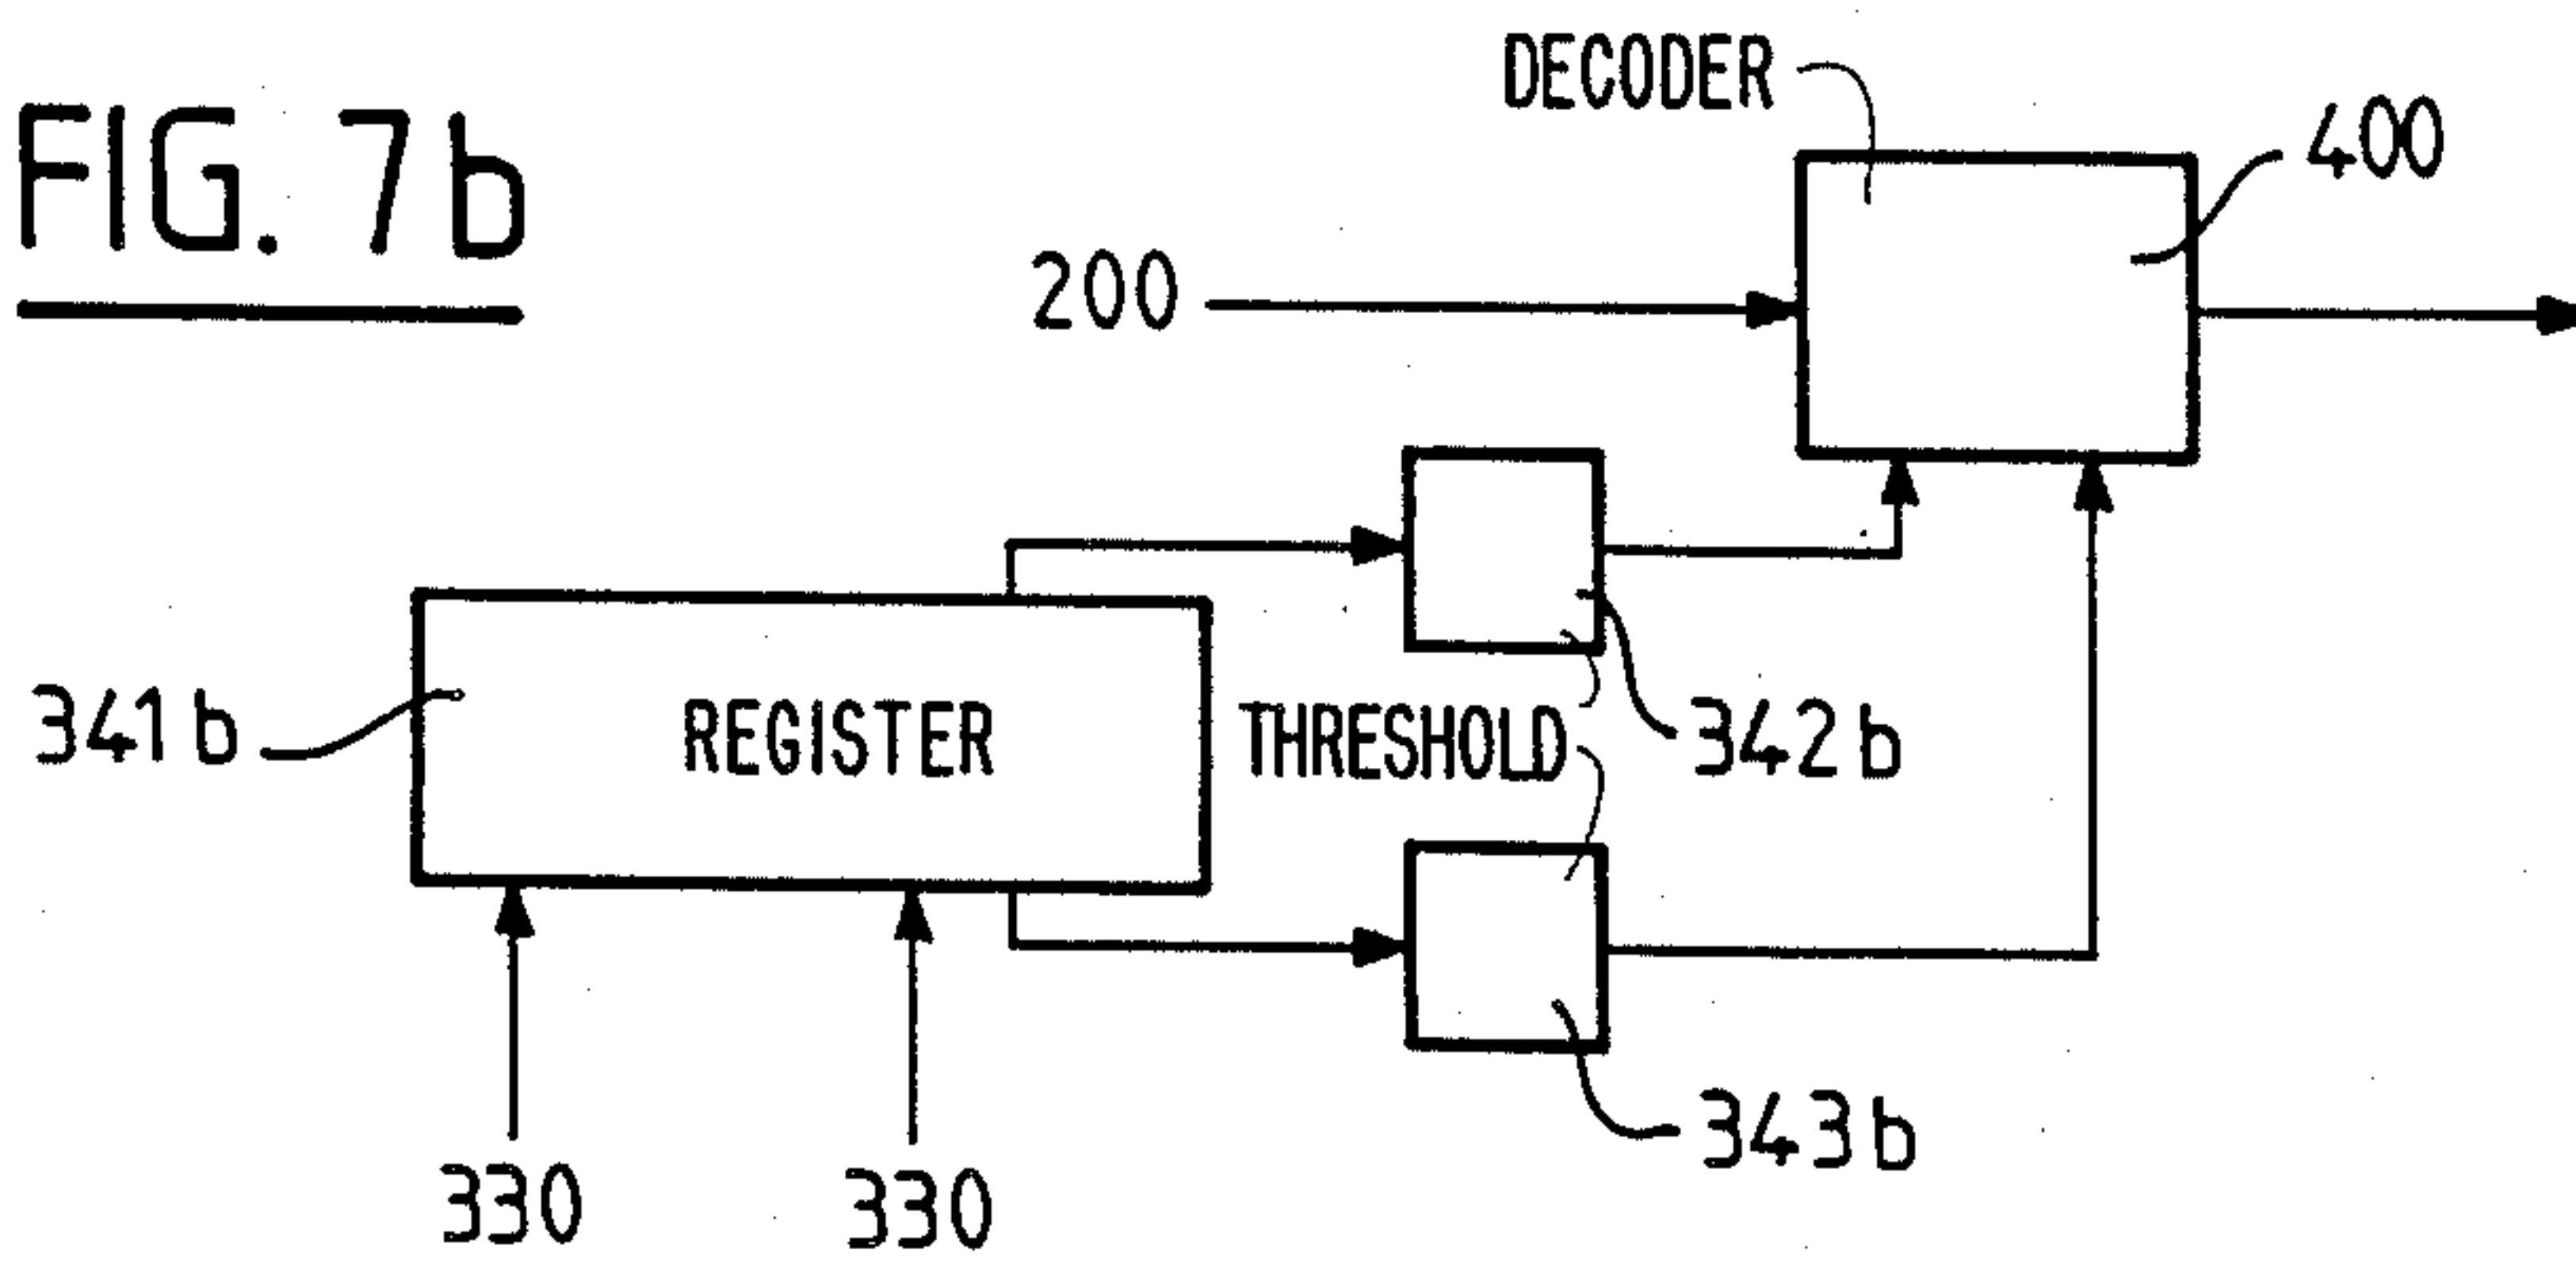 FIG. 7b
DECODER
400
200
341b
REGISTER
THRESHOLD
342b
343b
330
330